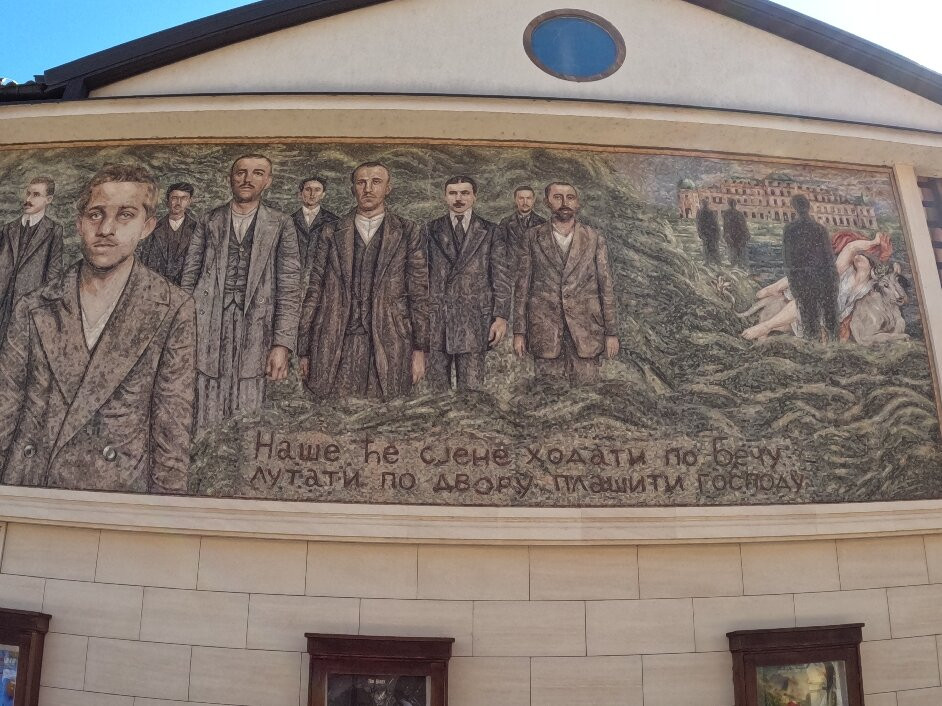 Наше ће сјене ходати по Бечу
лутати по двору плашити господу